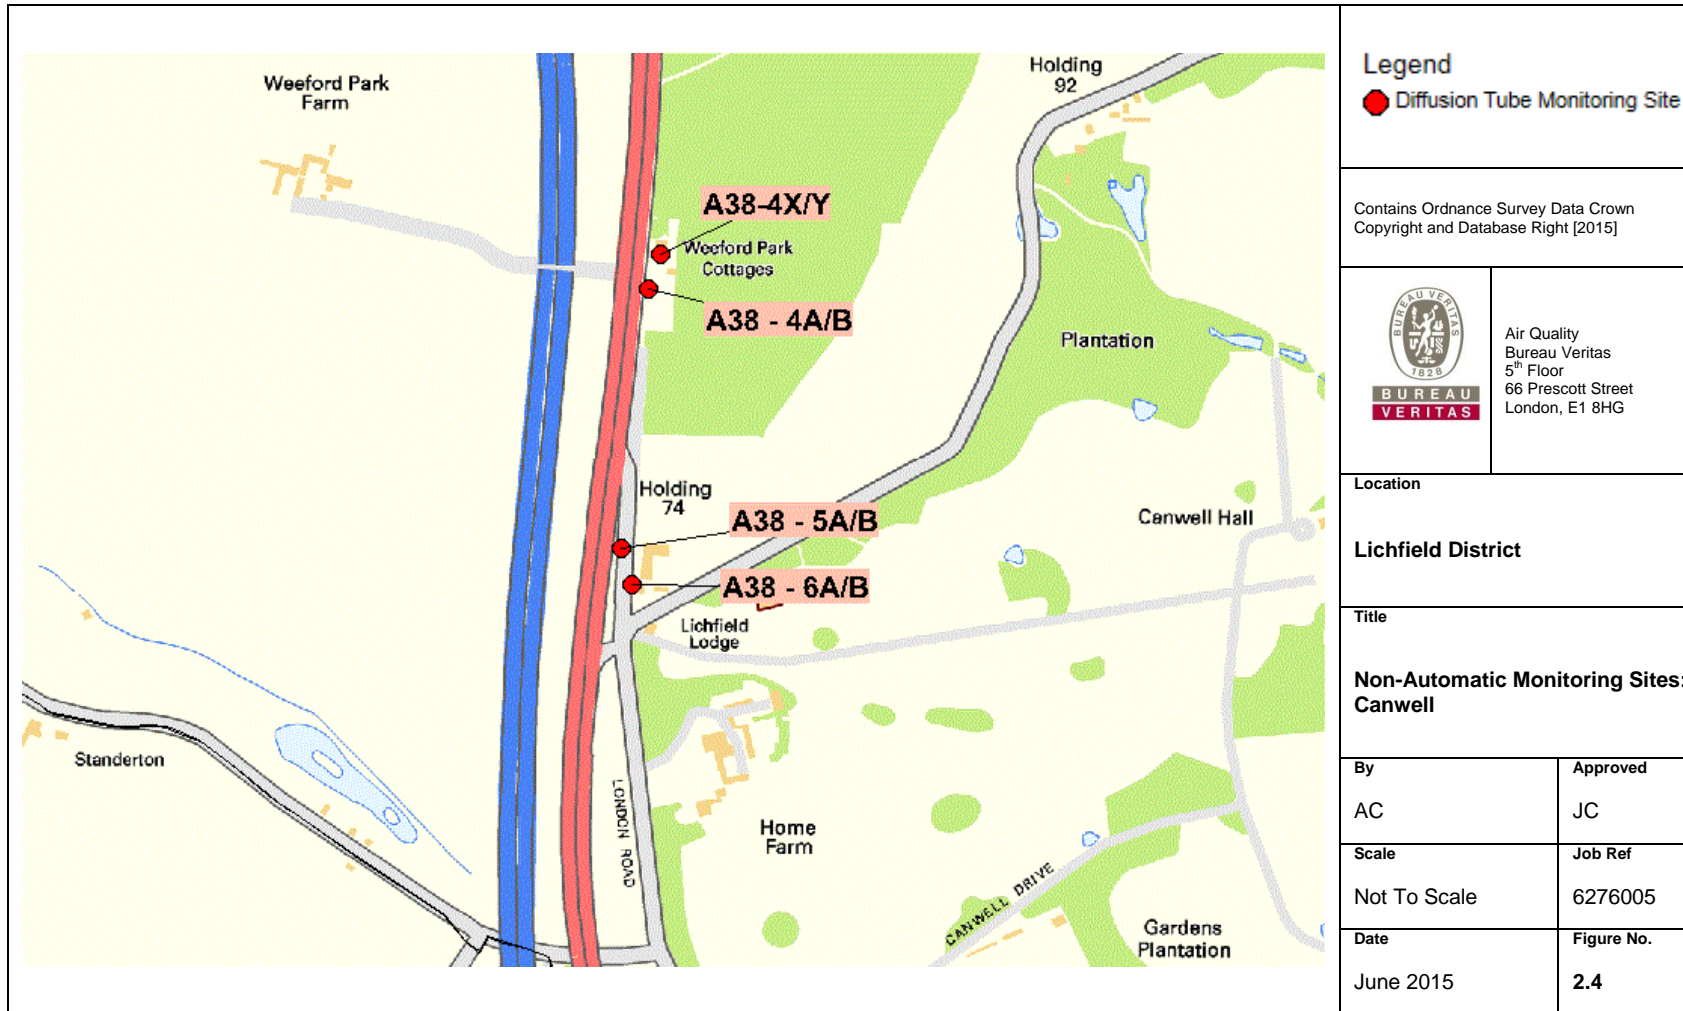 Weeford Park
Farm
Holding
92
A38-4X/Y
Weeford Park
Cottages
A38 - 4A/B
Plantation
Holding
74
A38 - 5A/B
Canwell Hall
A38 - 6A/B
Lichfield
Lodge
Standerton
LONDON ROAD
Home
Farm
CANWELL DRIVE
Gardens
Plantation
Legend
Diffusion Tube Monitoring Site
Contains Ordnance Survey Data Crown
Copyright and Database Right [2015]
BUREAU VERITAS
1828
BUREAU
VERITAS
Air Quality
Bureau Veritas
5th Floor
66 Prescott Street
London, E1 8HG
Location
Lichfield District
Title
Non-Automatic Monitoring Sites:
Canwell
By
AC
Approved
JC
Scale
Not To Scale
Job Ref
6276005
Date
June 2015
Figure No.
2.4